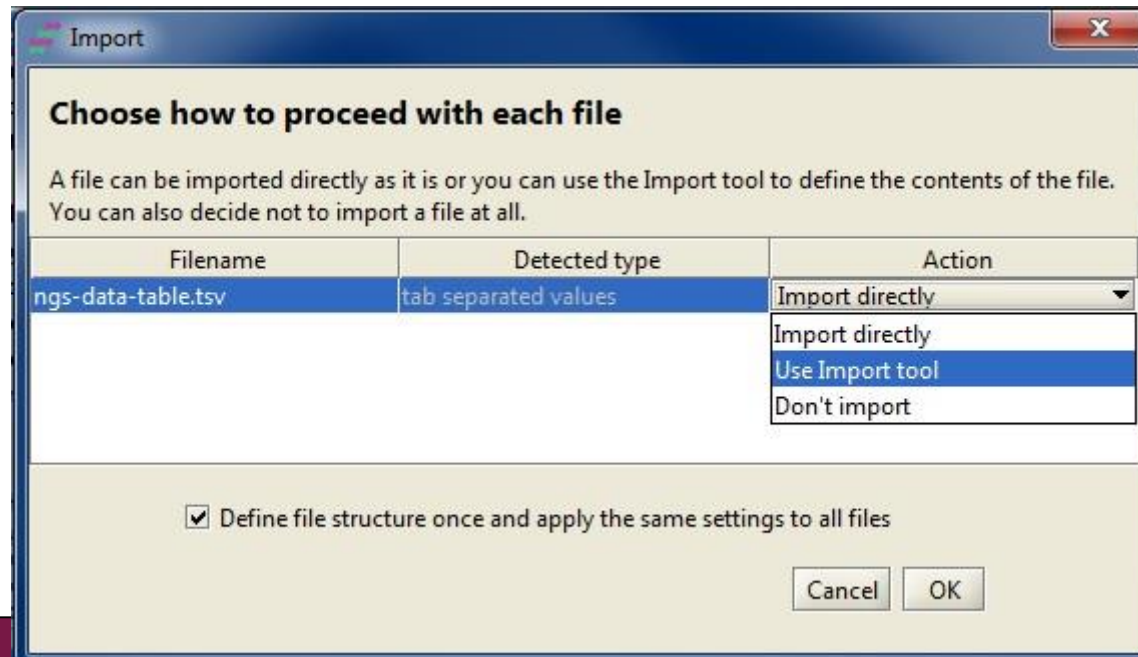 Import
Choose how to proceed with each file
A file can be imported directly as it is or you can use the Import tool to define the contents of the file.
You can also decide not to import a file at all.
Filename Detected type Action
ngs-data-table.tsv tab separated values Import directly
Import directly
Use Import tool
Don't import
Define file structure once and apply the same settings to all files
Cancel OK